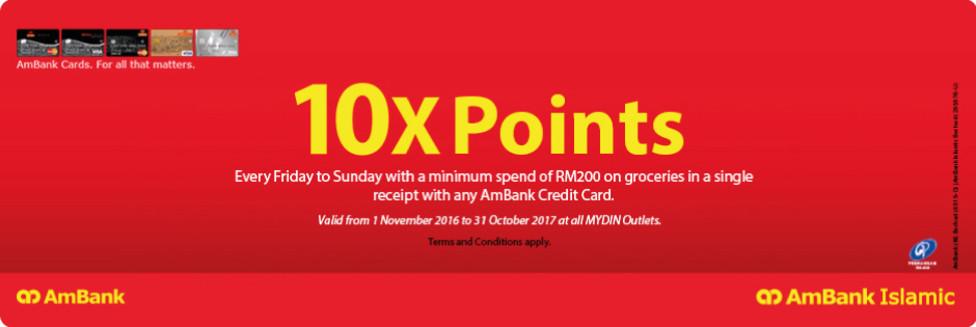 AmBank Cards. For all that matters.
10X Points
Every Friday to Sunday with a minimum spend of RM200 on groceries in a single
receipt with any AmBank Credit Card.
Valid from 1 November 2016 to 31 October 2017 at all MYDIN Outlets.
Terms and Conditions apply.
AmBank
AmBank Islamic